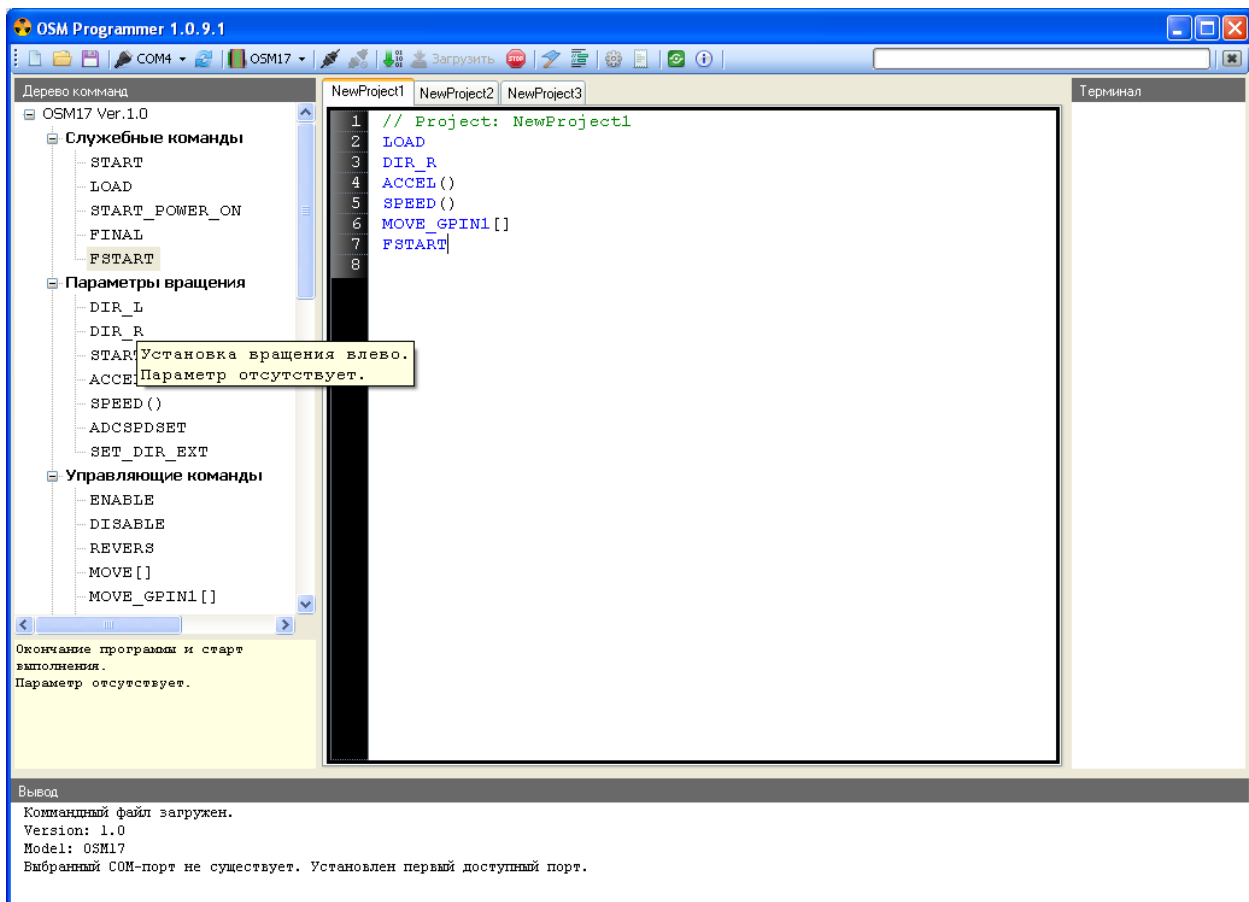 OSM Programmer 1.0.9.1
COM4 OSM17 Загрузить STOP
Дерево комманд
OSM17 Ver.1.0
Служебные команды
START
LOAD
START_POWER_ON
FINAL
FSTART
Параметры вращения
DIR_L
DIR_R
START
ACCE
SPEED()
ADCSPDSET
SET_DIR_EXT
Управляющие команды
ENABLE
DISABLE
REVERS
MOVE[]
MOVE_GPIN1[]
Установка вращения влево.
Параметр отсутствует.
Окончание программы и старт
выполнения.
Параметр отсутствует.
NewProject1 NewProject2 NewProject3
1 // Project: NewProject1
2 LOAD
3 DIR_R
4 ACCEL()
5 SPEED()
6 MOVE_GPIN1[]
7 FSTART
8
Терминал
Вывод
Коммандный файл загружен.
Version: 1.0
Model: OSM17
Выбранный COM-порт не существует. Установлен первый доступный порт.